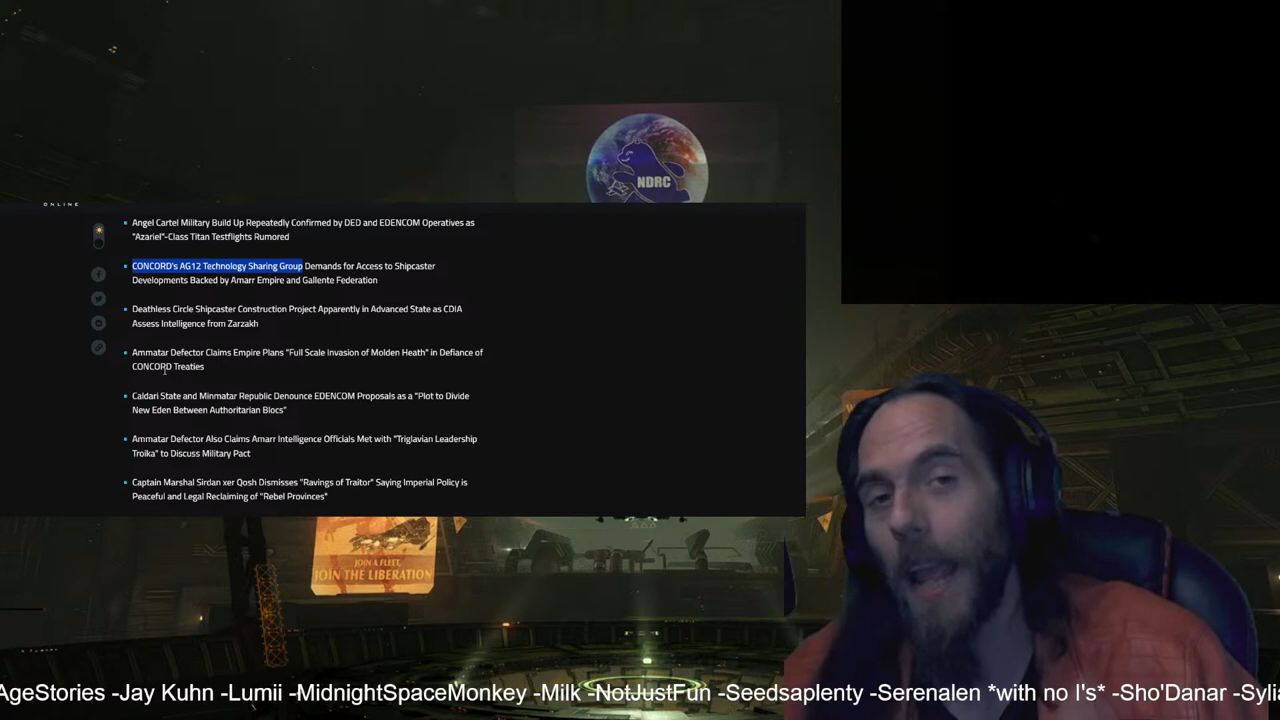 NDRC
ONLINE
Angel Cartel Military Build Up Repeatedly Confirmed by DED and EDENCOM Operatives as
"Azariel"-Class Titan Testflights Rumored
CONCORD's AG12 Technology Sharing Group Demands for Access to Shipcaster
Developments Backed by Amarr Empire and Gallente Federation
Deathless Circle Shipcaster Construction Project Apparently in Advanced State as CDIA
Assess Intelligence from Zarzakh
Ammatar Defector Claims Empire Plans "Full Scale Invasion of Molden Heath" in Defiance of
CONCORD Treaties
Caldari State and Minmatar Republic Denounce EDENCOM Proposals as a "Plot to Divide
New Eden Between Authoritarian Blocs"
Ammatar Defector Also Claims Amarr Intelligence Officials Met with "Triglavian Leadership
Troika" to Discuss Military Pact
Captain Marshal Sirdan xer Qosh Dismisses "Ravings of Traitor" Saying Imperial Policy is
Peaceful and Legal Reclaiming of "Rebel Provinces"
JOIN A FLEET,
JOIN THE LIBERATION
AgeStories -Jay Kuhn -Lumii -MidnightSpaceMonkey -Milk -NotJustFun -Seedsaplenty -Serenalen *with no I's* -Sho'Danar -Sylia